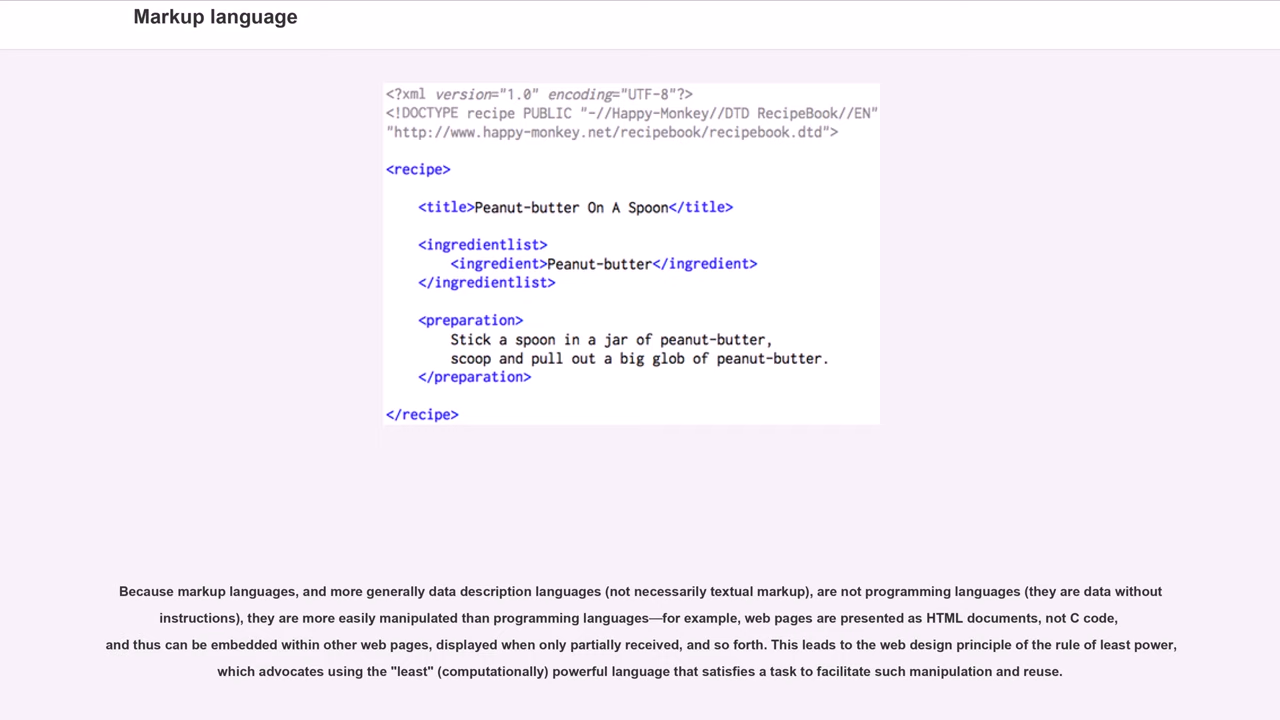 Markup language
<?xml version="1.0" encoding="UTF-8"?>
<!DOCTYPE recipe PUBLIC "-//Happy-Monkey//DTD RecipeBook//EN"
"http://www.happy-monkey.net/recipebook/recipebook.dtd">
<recipe>
<title>Peanut-butter On A Spoon</title>
<ingredientlist>
<ingredient>Peanut-butter</ingredient>
</ingredientlist>
<preparation>
Stick a spoon in a jar of peanut-butter,
scoop and pull out a big glob of peanut-butter.
</preparation>
</recipe>
Because markup languages, and more generally data description languages (not necessarily textual markup), are not programming languages (they are data without
instructions), they are more easily manipulated than programming languages—for example, web pages are presented as HTML documents, not C code,
and thus can be embedded within other web pages, displayed when only partially received, and so forth. This leads to the web design principle of the rule of least power,
which advocates using the "least" (computationally) powerful language that satisfies a task to facilitate such manipulation and reuse.